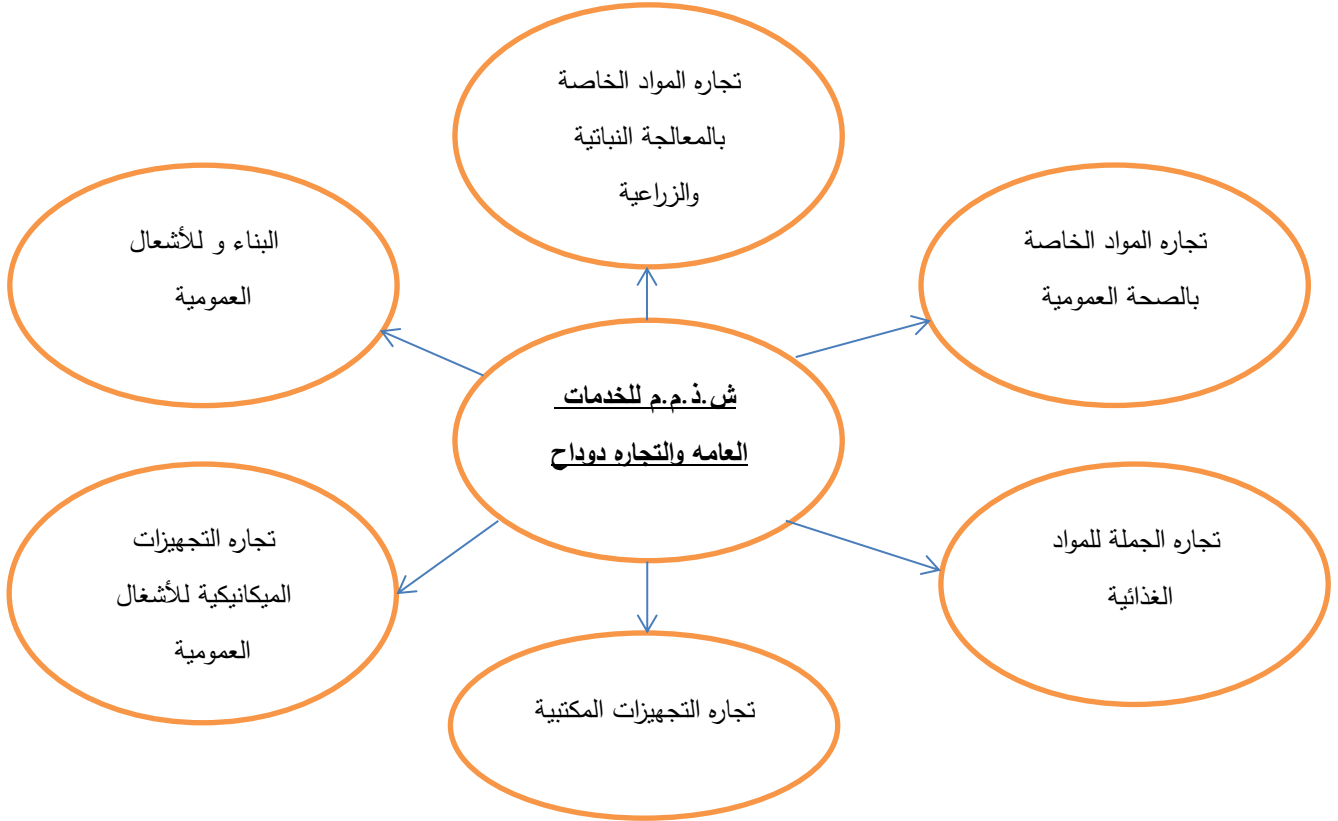 تجاره المواد الخاصة
بالمعالجة النباتية
والزراعية
تجاره المواد الخاصة
بالصحة العمومية
البناء و للأشعال
العمومية
ش.ذ.م.م للخدمات
العامه والتجاره دوداح
تجاره الجملة للمواد
الغذائية
تجاره التجهيزات
الميكانيكية للأشغال
العمومية
تجاره التجهيزات المكتبية